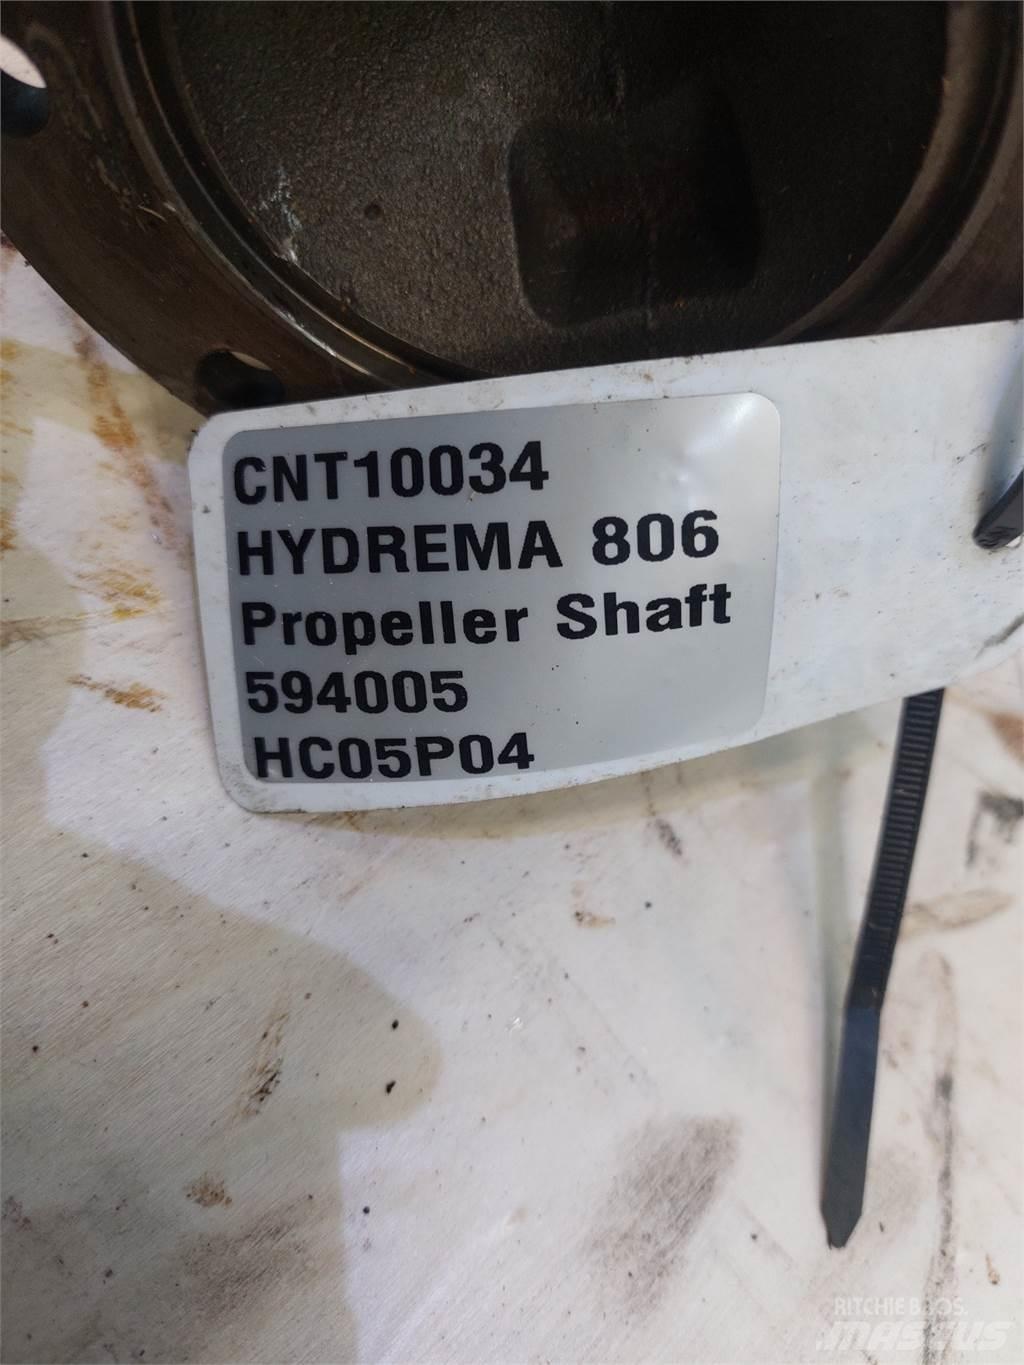 CNT10034
HYDREMA 806
Propeller Shaft
594005
HC05P04
RITCHIE BROS.
MASCUS